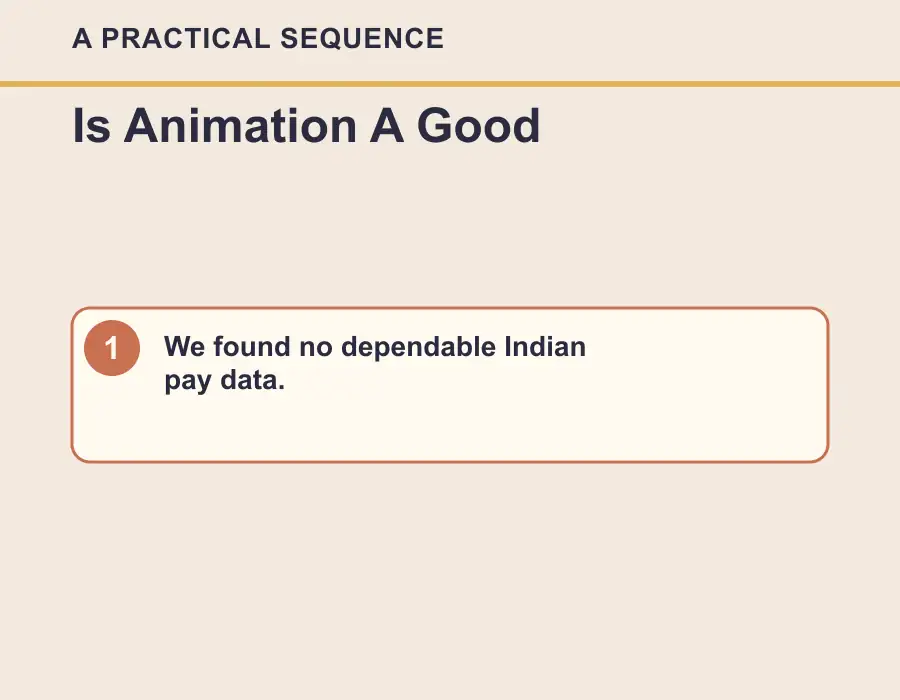 A PRACTICAL SEQUENCE
Is Animation A Good
1
We found no dependable Indian
pay data.